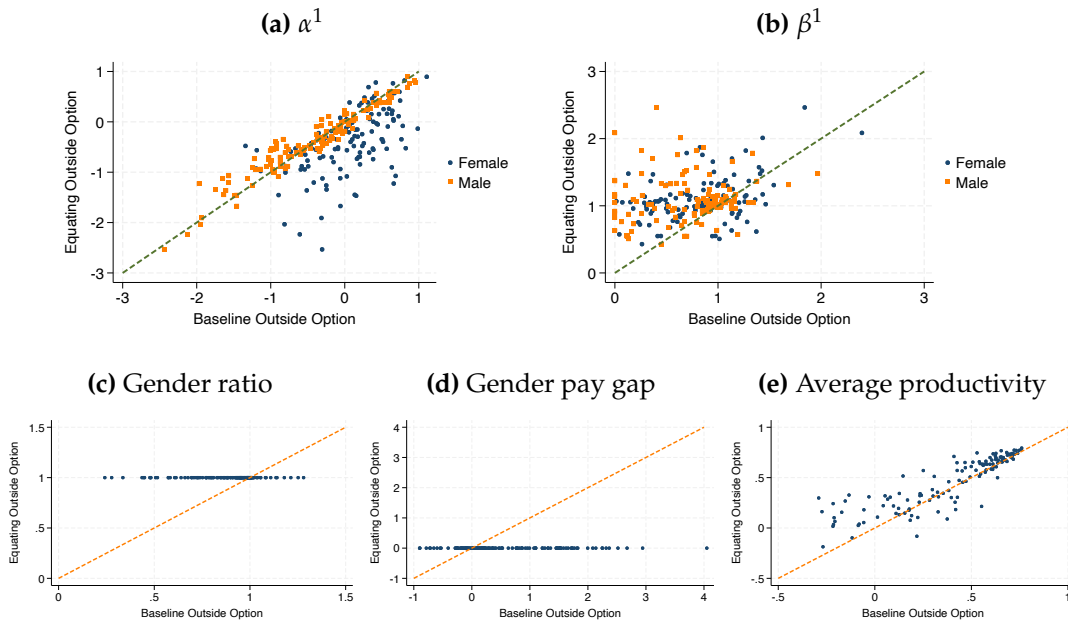 (a) α¹ (b) β¹
1
0
-1
-2
-3
-3 -2 -1 0 1
Equating Outside Option
Baseline Outside Option
Female
Male
3
2
1
0
0 1 2 3
Equating Outside Option
Baseline Outside Option
Female
Male
(c) Gender ratio (d) Gender pay gap (e) Average productivity
1.5
1
.5
0
0 .5 1 1.5
Equating Outside Option
Baseline Outside Option
4
3
2
1
0
-1
-1 0 1 2 3 4
Equating Outside Option
Baseline Outside Option
1
.5
0
-.5
-.5 0 .5 1
Equating Outside Option
Baseline Outside Option